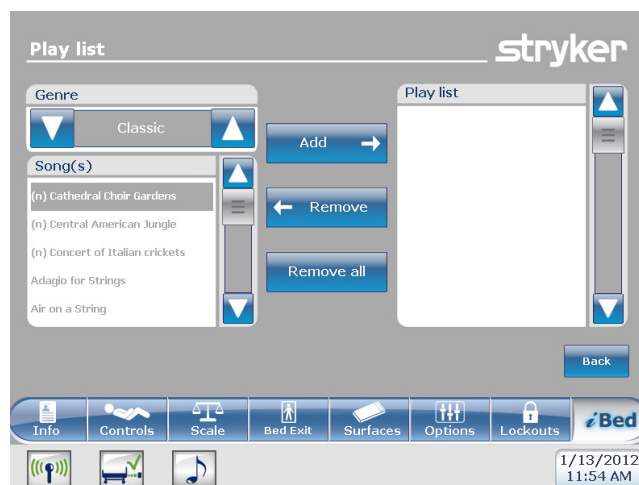 Play list
stryker
Genre
Classic
Song(s)
(n) Cathedral Choir Gardens
(n) Central American Jungle
(n) Concert of Italian crickets
Adagio for Strings
Air on a String
Add
Remove
Remove all
Play list
Back
Info
Controls
Scale
Bed Exit
Surfaces
Options
Lockouts
iBed
1/13/2012
11:54 AM